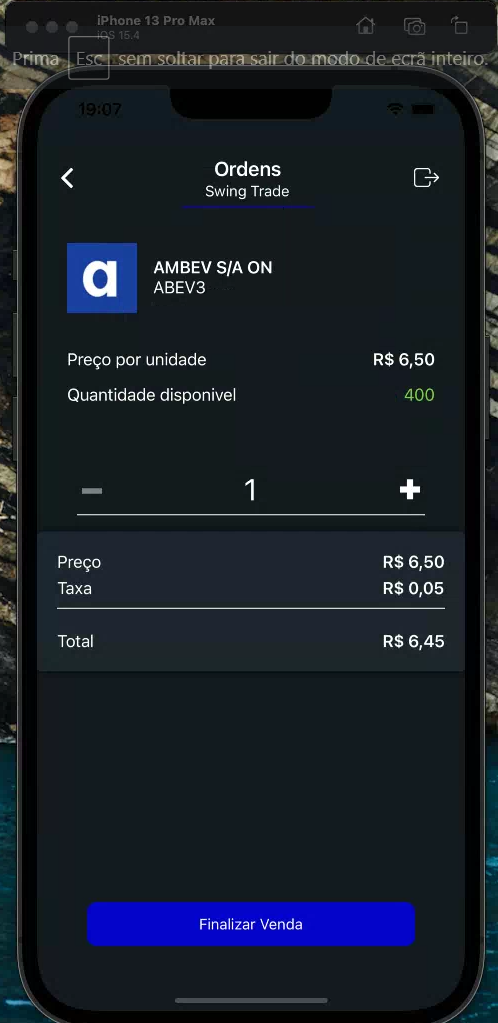 iPhone 13 Pro Max
iOS 15.4
Prima Esc sem soltar para sair do modo de ecrã inteiro.
19:07
Ordens
Swing Trade
a
AMBEV S/A ON
ABEV3
Preço por unidade R$ 6,50
Quantidade disponivel 400
1
Preço R$ 6,50
Taxa R$ 0,05
Total R$ 6,45
Finalizar Venda